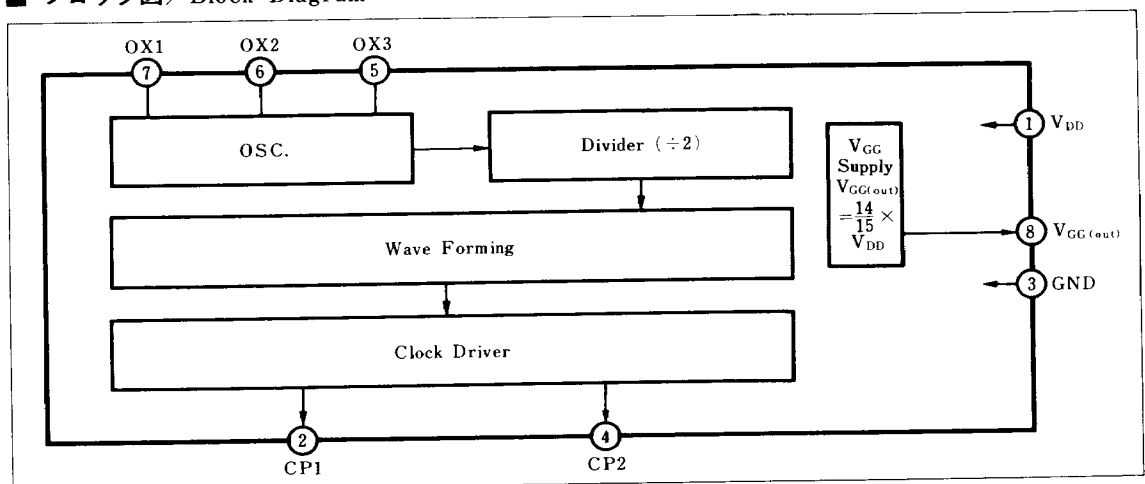 ■ ブロック図/Block Diagram
OX1 OX2 OX3
7 6 5
OSC.
Divider (÷2)
VGG
Supply
VGG(out)
=14/15×
VDD
1 VDD
8 VGG(out)
3 GND
Wave Forming
Clock Driver
2 4
CP1 CP2